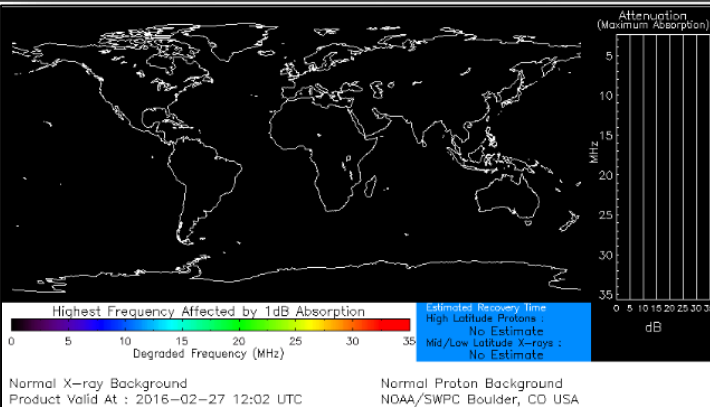 Attenuation
(Maximum Absorption)
5
10
15
20
25
30
35
MHz
0 5 10 15 20 25 30 35
dB
Highest Frequency Affected by 1dB Absorption
0 5 10 15 20 25 30 35
Degraded Frequency (MHz)
Estimated Recovery Time
High Latitude Protons :
No Estimate
Mid/Low Latitude X-rays :
No Estimate
Normal X-ray Background
Product Valid At : 2016-02-27 12:02 UTC
Normal Proton Background
NOAA/SWPC Boulder, CO USA